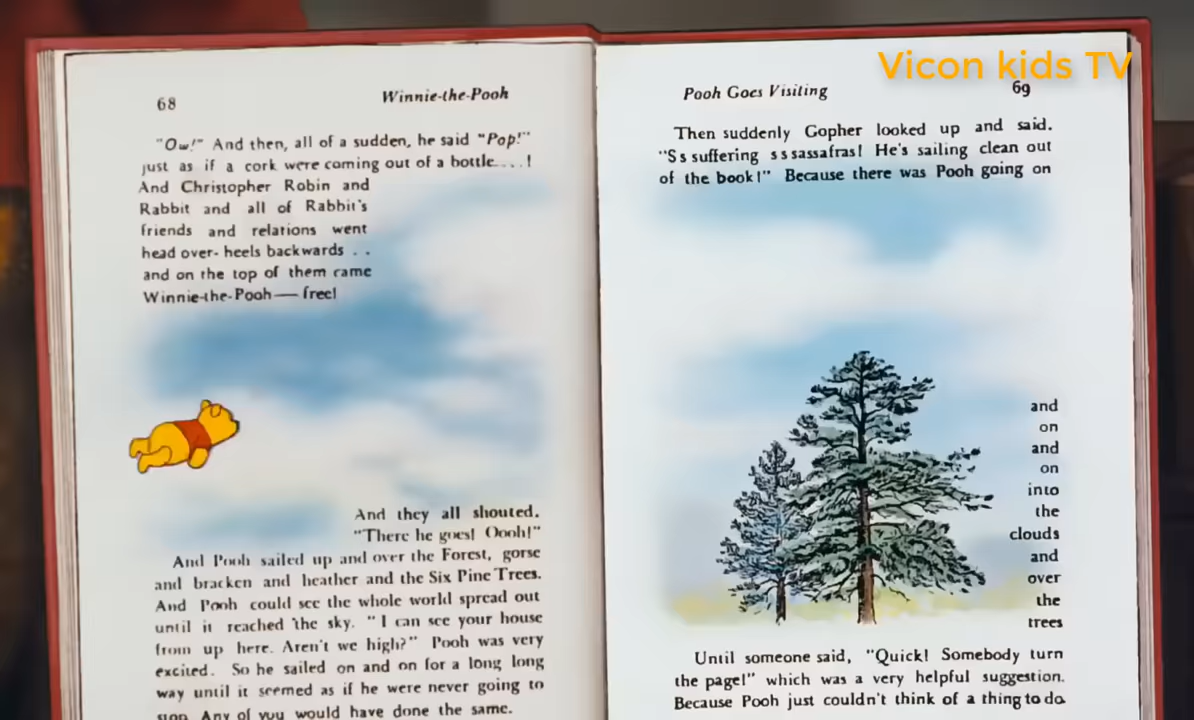 Vicon kids TV
68
Winnie-the-Pooh
"Ow!" And then, all of a sudden, he said "Pop!"
just as if a cork were coming out of a bottle....!
And Christopher Robin and
Rabbit and all of Rabbit's
friends and relations went
head over- heels backwards . .
and on the top of them came
Winnie-the-Pooh — free!
And they all shouted.
"There he goes! Oooh!"
And Pooh sailed up and over the Forest, gorse
and bracken and heather and the Six Pine Trees.
And Pooh could see the whole world spread out
until it reached the sky. "I can see your house
from up here. Aren't we high?" Pooh was very
excited. So he sailed on and on for a long long
way until it seemed as if he were never going to
stop. Any of you would have done the same.
Pooh Goes Visiting
69
Then suddenly Gopher looked up and said.
"S s suffering s s sassafras! He's sailing clean out
of the book!" Because there was Pooh going on
and
on
and
on
into
the
clouds
and
over
the
trees
Until someone said, "Quick! Somebody turn
the page!" which was a very helpful suggestion.
Because Pooh just couldn't think of a thing to do